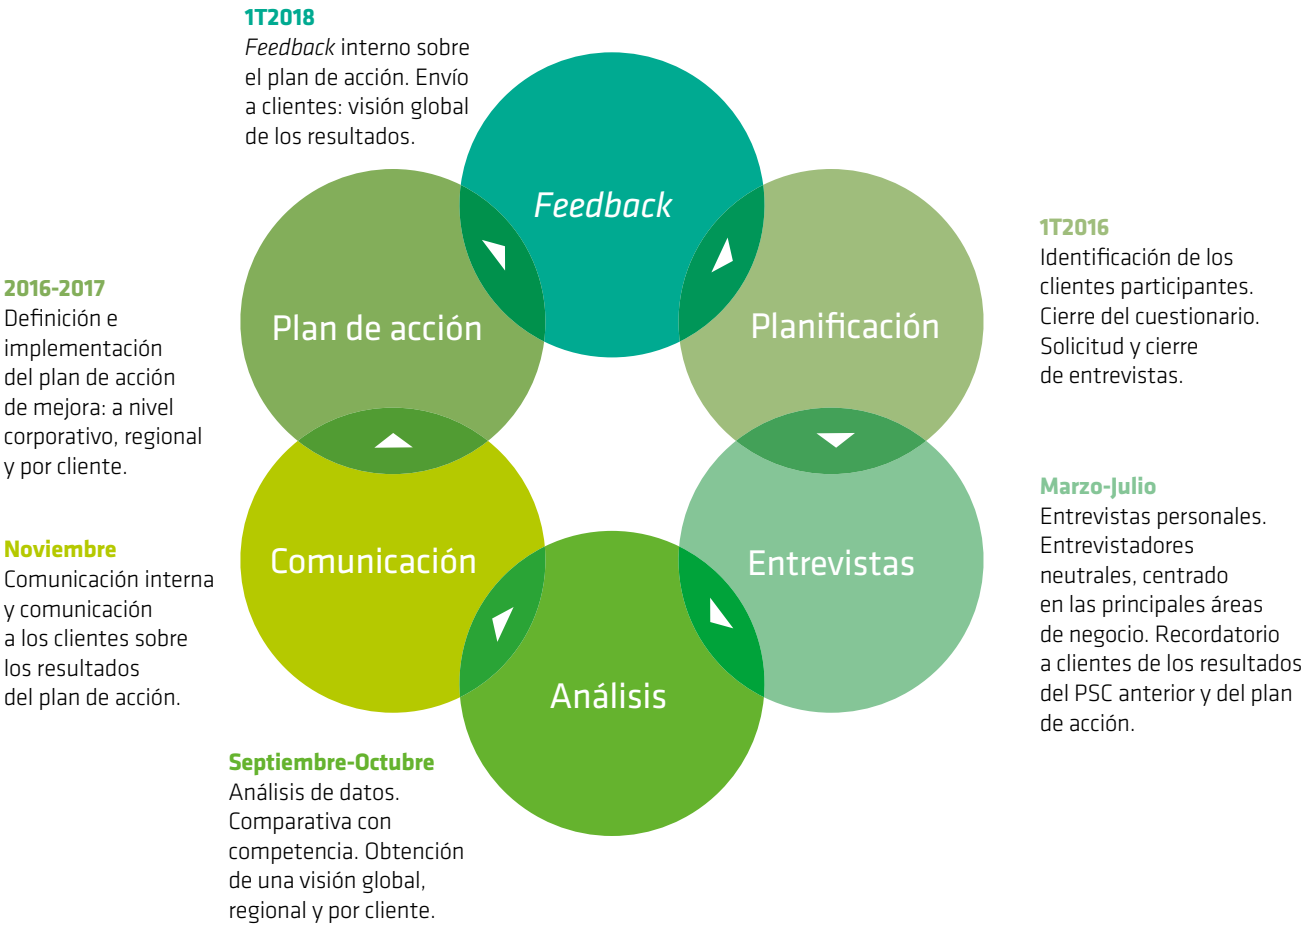 1T2018
Feedback interno sobre
el plan de acción. Envío
a clientes: visión global
de los resultados.
Feedback
1T2016
Identificación de los
clientes participantes.
Cierre del cuestionario.
Solicitud y cierre
de entrevistas.
Planificación
Marzo-Julio
Entrevistas personales.
Entrevistadores
neutrales, centrado
en las principales áreas
de negocio. Recordatorio
a clientes de los resultados
del PSC anterior y del plan
de acción.
Entrevistas
Análisis
Septiembre-Octubre
Análisis de datos.
Comparativa con
competencia. Obtención
de una visión global,
regional y por cliente.
Comunicación
Noviembre
Comunicación interna
y comunicación
a los clientes sobre
los resultados
del plan de acción.
Plan de acción
2016-2017
Definición e
implementación
del plan de acción
de mejora: a nivel
corporativo, regional
y por cliente.